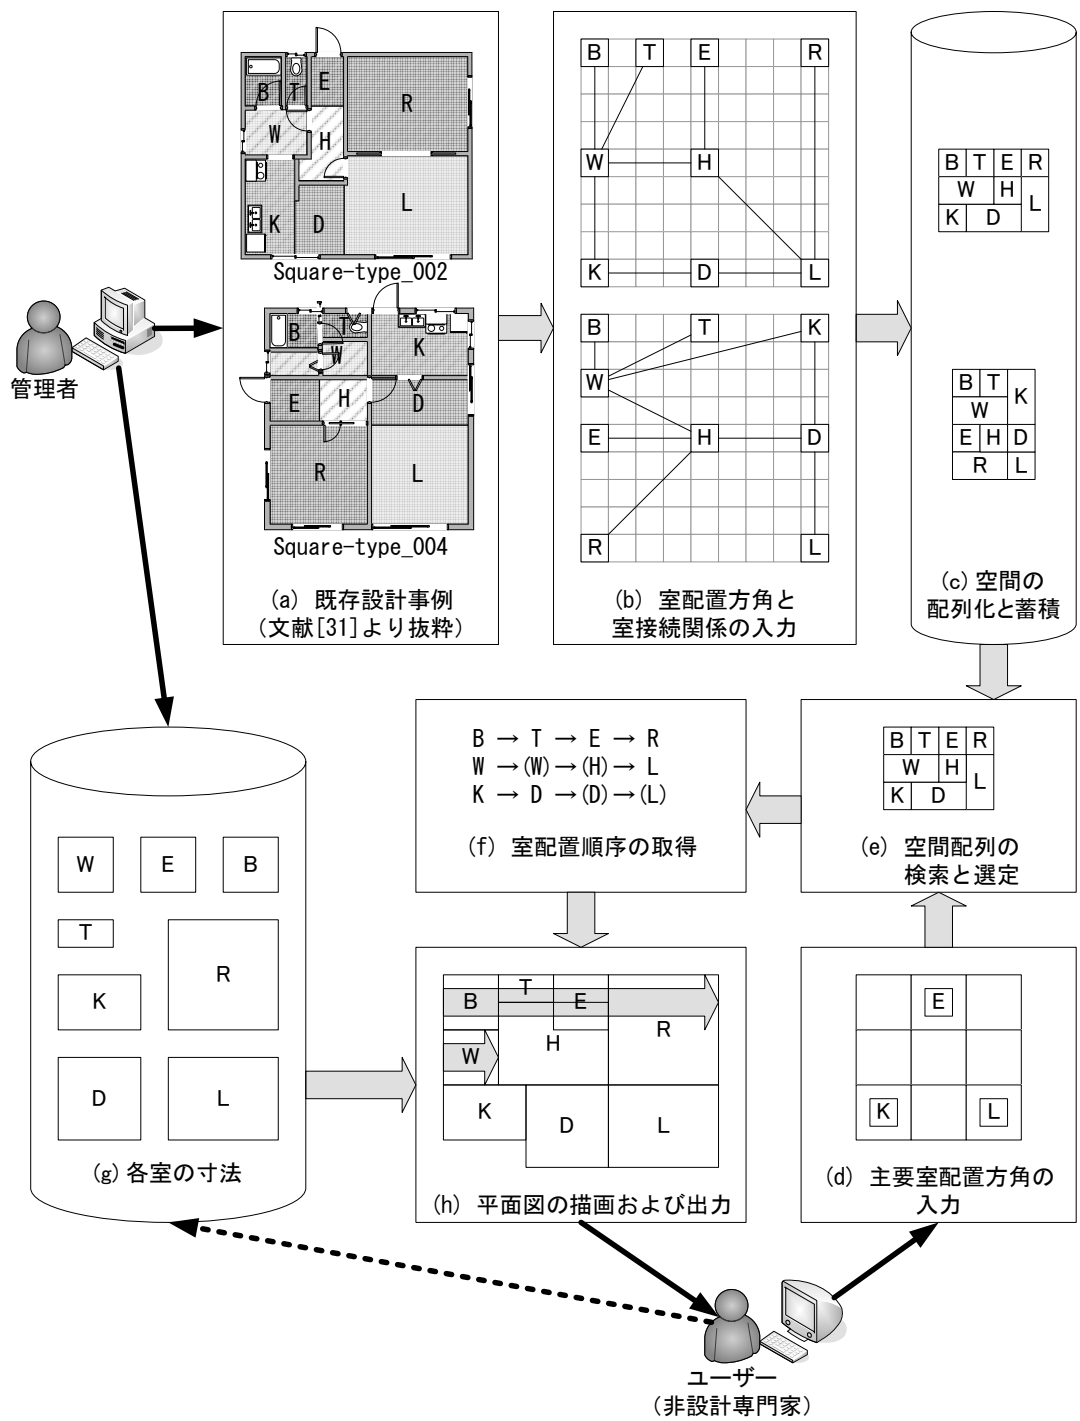 B T E R
W H
K D L
Square-type_002
B T K
W
E H D
R L
Square-type_004
(a) 既存設計事例
(文献[31]より抜粋)
B T E R
W H
K D L
B T K
W
E H D
R L
(b) 室配置方角と
室接続関係の入力
B T E R
W H L
K D
B T K
W
E H D
R L
(c) 空間の
配列化と蓄積
管理者
B → T → E → R
W →(W)→(H)→ L
K → D →(D)→(L)
(f) 室配置順序の取得
B T E R
W H L
K D
(e) 空間配列の
検索と選定
W E B
T R
K
D L
(g) 各室の寸法
B T E R
W H
K D L
(h) 平面図の描画および出力
E
K L
(d) 主要室配置方角の
入力
ユーザー
(非設計専門家)